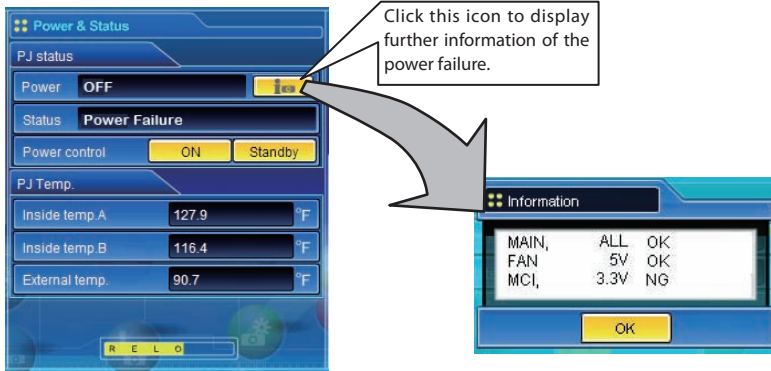 Power & Status
PJ status
Power OFF
Status Power Failure
Power control ON Standby
PJ Temp.
Inside temp.A 127.9 °F
Inside temp.B 116.4 °F
External temp. 90.7 °F
R E L O
Click this icon to display
further information of the
power failure.
Information
MAIN, ALL OK
FAN 5V OK
MCI, 3.3V NG
OK